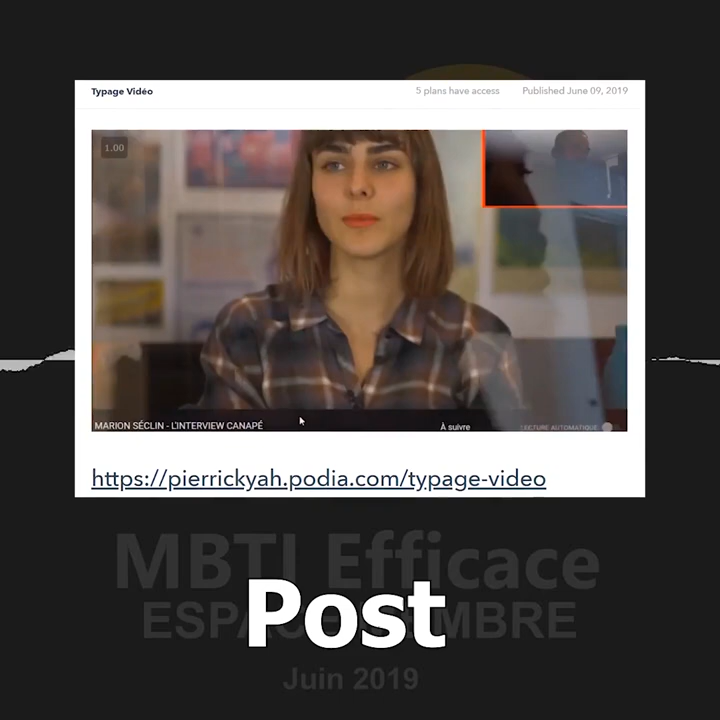 Typage Vidéo
5 plans have access
Published June 09, 2019
1.00
MARION SÉCLIN - L'INTERVIEW CANAPÉ
À suivre
LECTURE AUTOMATIQUE
https://pierrickyah.podia.com/typage-video
MBTI Efficace
Post
Juin 2019